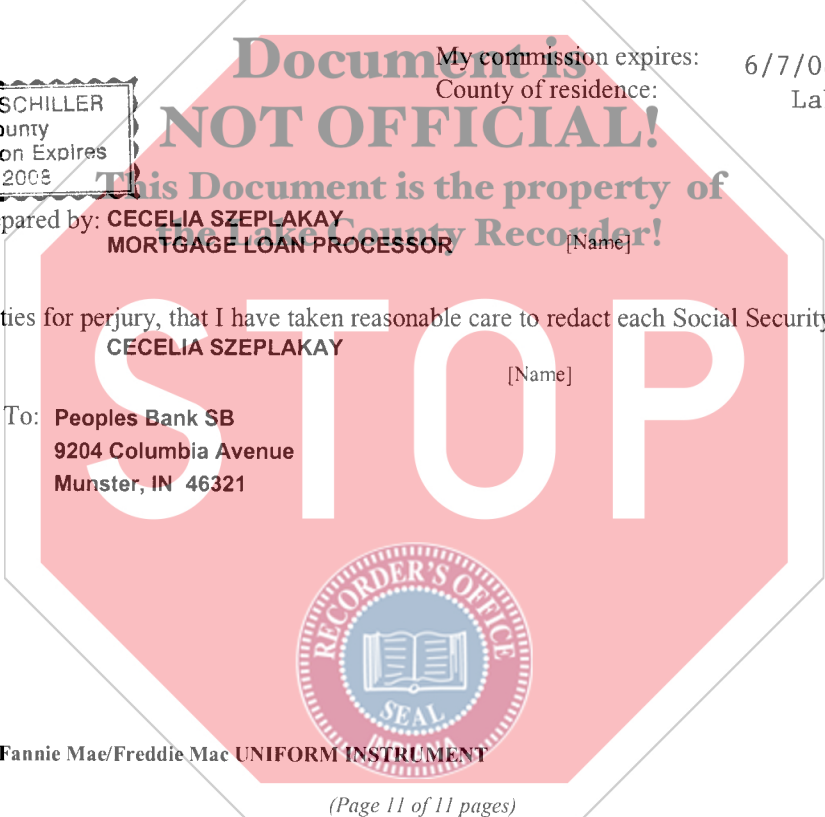 Document is
My commission expires: 6/7/0
County of residence: La
SCHILLER
ounty
on Expires
2008
NOT OFFICIAL!
This Document is the property of
the Lake County Recorder!
pared by: CECELIA SZEPLAKAY
MORTGAGE LOAN PROCESSOR [Name]
ties for perjury, that I have taken reasonable care to redact each Social Security
CECELIA SZEPLAKAY
[Name]
STOP
To: Peoples Bank SB
9204 Columbia Avenue
Munster, IN 46321
RECORDER'S OFFICE
SEAL
INDIANA
Fannie Mae/Freddie Mac UNIFORM INSTRUMENT
(Page 11 of 11 pages)